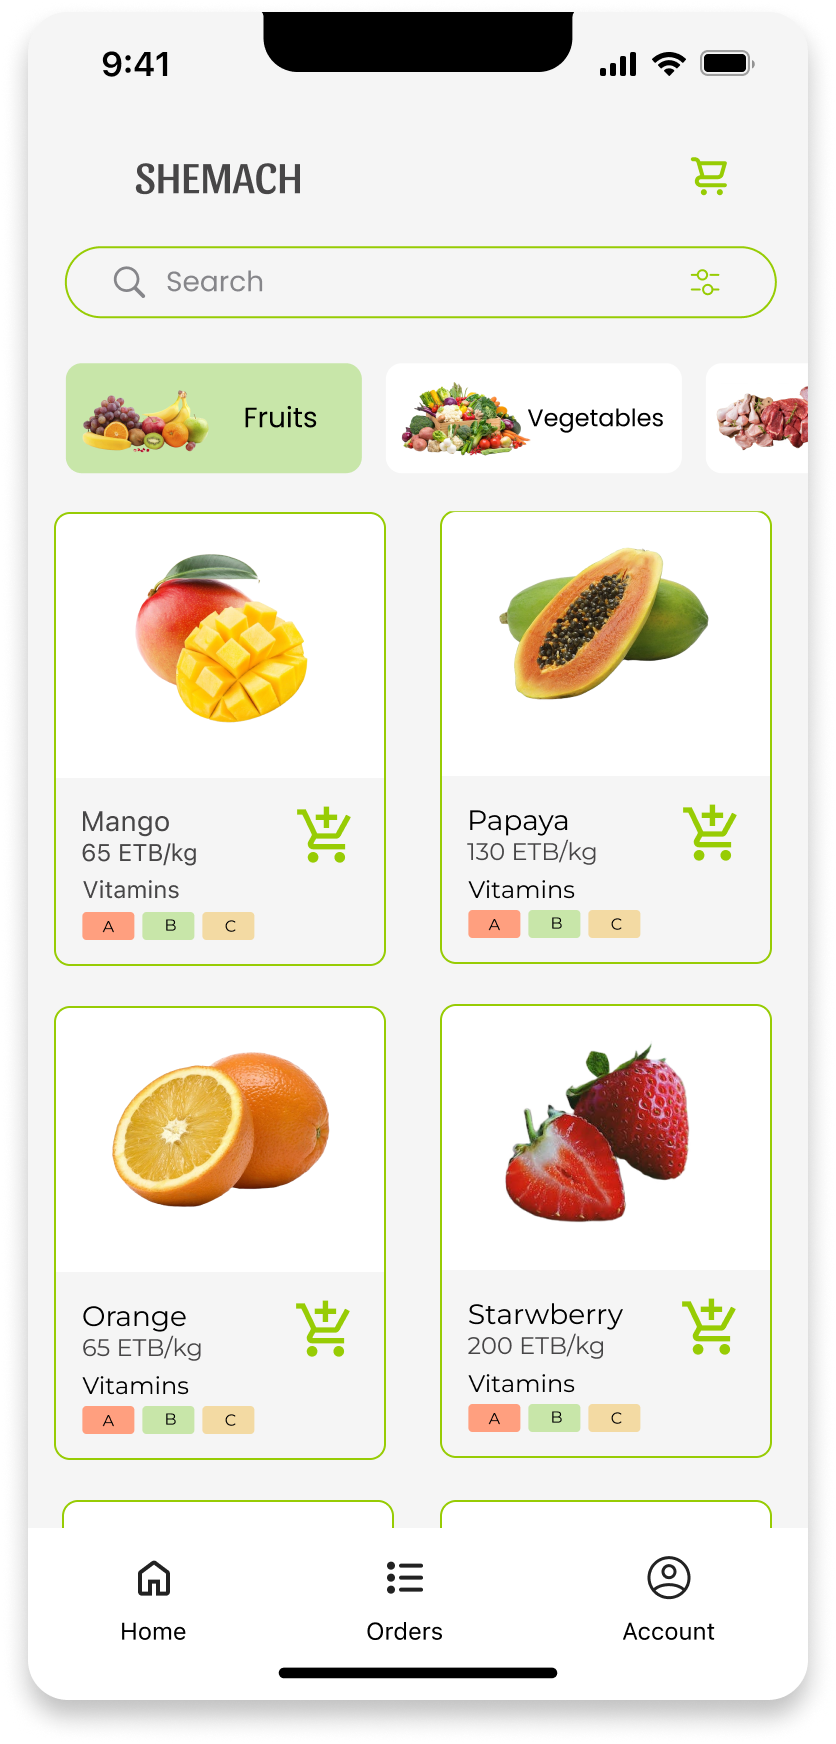 9:41
SHEMACH
Search
Fruits
Vegetables
Mango
65 ETB/kg
Vitamins
A B C
Papaya
130 ETB/kg
Vitamins
A B C
Orange
65 ETB/kg
Vitamins
A B C
Starwberry
200 ETB/kg
Vitamins
A B C
Home
Orders
Account